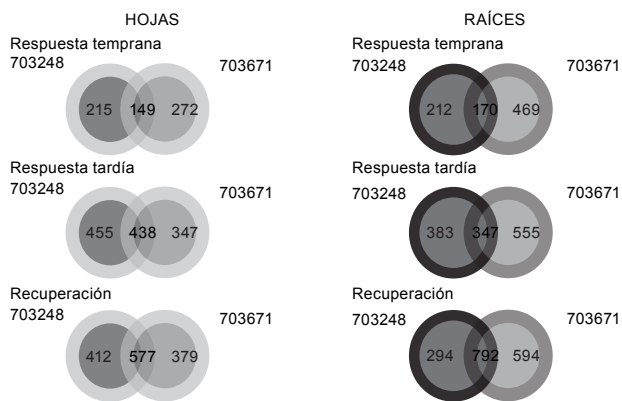 HOJAS
Respuesta temprana
703248
703671
215 149 272
Respuesta tardía
703248
703671
455 438 347
Recuperación
703248
703671
412 577 379
RAÍCES
Respuesta temprana
703248
703671
212 170 469
Respuesta tardía
703248
703671
383 347 555
Recuperación
703248
703671
294 792 594